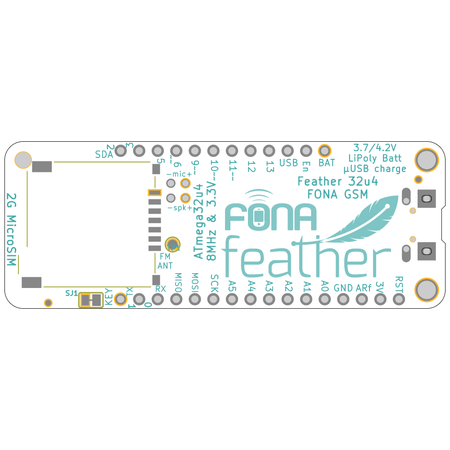 2
3
SDA
5
6--
9--
10--
11--
12
13
USB
En
BAT
3.7/4.2V
LiPoly Batt
µUSB charge
-mic+
-spk+
Feather 32u4
FONA GSM
ATmega32u4
8MHz & 3.3V
FONA
feather
FM
ANT
2G MicroSIM
SJ1
KEY
TX
1
RX
0
MISO
MOSI
SCK
A5
A4
A3
A2
A1
A0
GND
ARf
3V
RST